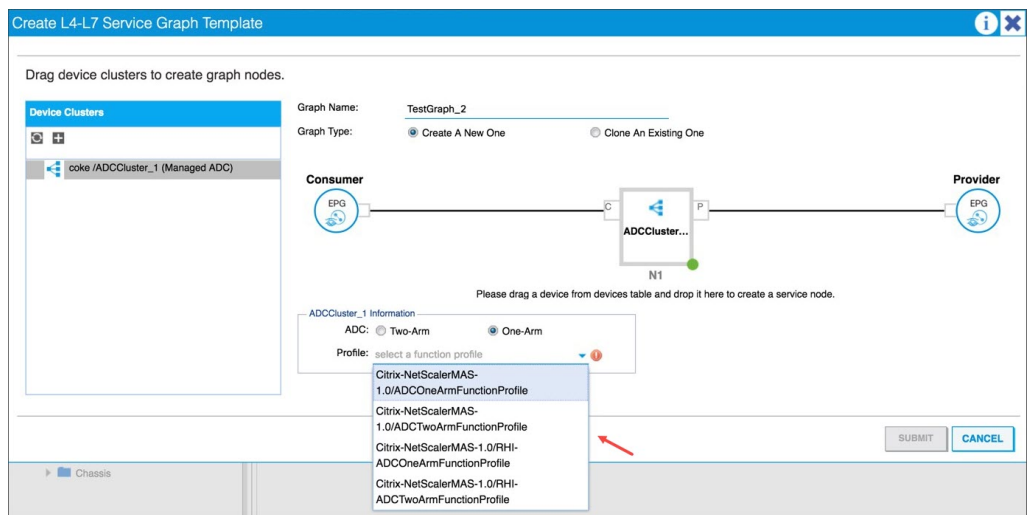 Create L4-L7 Service Graph Template
i
Drag device clusters to create graph nodes.
Device Clusters
coke /ADCCluster_1 (Managed ADC)
Graph Name: TestGraph_2
Graph Type: Create A New One Clone An Existing One
Consumer
Provider
EPG
C
P
EPG
ADCCluster...
N1
Please drag a device from devices table and drop it here to create a service node.
ADCCluster_1 Information
ADC: Two-Arm One-Arm
Profile: select a function profile
Citrix-NetScalerMAS-
1.0/ADCOneArmFunctionProfile
Citrix-NetScalerMAS-
1.0/ADCTwoArmFunctionProfile
Citrix-NetScalerMAS-1.0/RHI-
ADCOneArmFunctionProfile
Citrix-NetScalerMAS-1.0/RHI-
ADCTwoArmFunctionProfile
SUBMIT CANCEL
Chassis